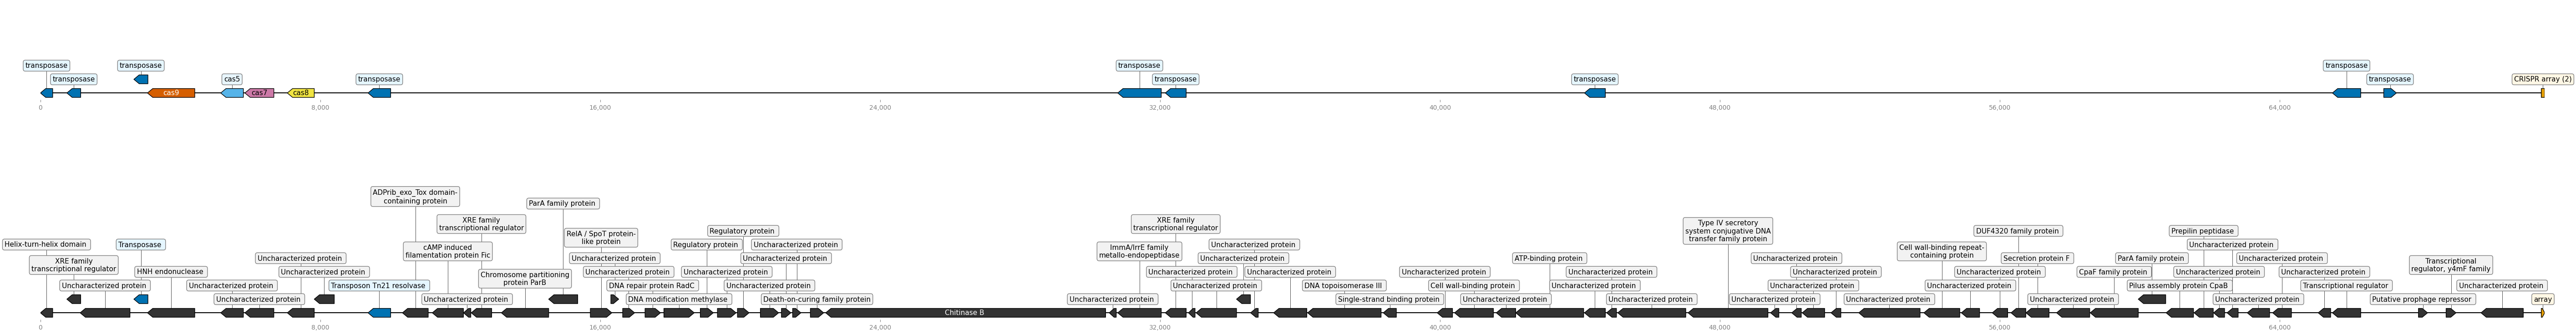 transposase
transposase
transposase
cas9
cas5
cas7
cas8
transposase
transposase
transposase
transposase
transposase
transposase
CRISPR array (2)
0
8,000
16,000
24,000
32,000
40,000
48,000
56,000
64,000
ADPrib_exo_Tox domain-
containing protein
ParA family protein
XRE family
transcriptional regulator
XRE family
transcriptional regulator
Type IV secretory
system conjugative DNA
transfer family protein
RelA / SpoT protein-
like protein
Regulatory protein
DUF4320 family protein
Prepilin peptidase
Helix-turn-helix domain
Transposase
cAMP induced
filamentation protein Fic
Regulatory protein
Uncharacterized protein
ImmA/IrrE family
metallo-endopeptidase
Uncharacterized protein
Cell wall-binding repeat-
containing protein
Uncharacterized protein
XRE family
transcriptional regulator
Uncharacterized protein
Uncharacterized protein
Uncharacterized protein
Uncharacterized protein
ATP-binding protein
Uncharacterized protein
Secretion protein F
ParA family protein
Uncharacterized protein
Transcriptional
regulator, y4mF family
HNH endonuclease
Uncharacterized protein
Chromosome partitioning
protein ParB
Uncharacterized protein
Uncharacterized protein
Uncharacterized protein
Uncharacterized protein
Uncharacterized protein
Uncharacterized protein
Uncharacterized protein
Uncharacterized protein
CpaF family protein
Uncharacterized protein
Uncharacterized protein
Uncharacterized protein
Uncharacterized protein
Transposon Tn21 resolvase
DNA repair protein RadC
Uncharacterized protein
Uncharacterized protein
DNA topoisomerase III
Cell wall-binding protein
Uncharacterized protein
Uncharacterized protein
Uncharacterized protein
Pilus assembly protein CpaB
Transcriptional regulator
Uncharacterized protein
Uncharacterized protein
Uncharacterized protein
DNA modification methylase
Death-on-curing family protein
Uncharacterized protein
Single-strand binding protein
Uncharacterized protein
Uncharacterized protein
Uncharacterized protein
Uncharacterized protein
Uncharacterized protein
Uncharacterized protein
Putative prophage repressor
array
Chitinase B
0
8,000
16,000
24,000
32,000
40,000
48,000
56,000
64,000